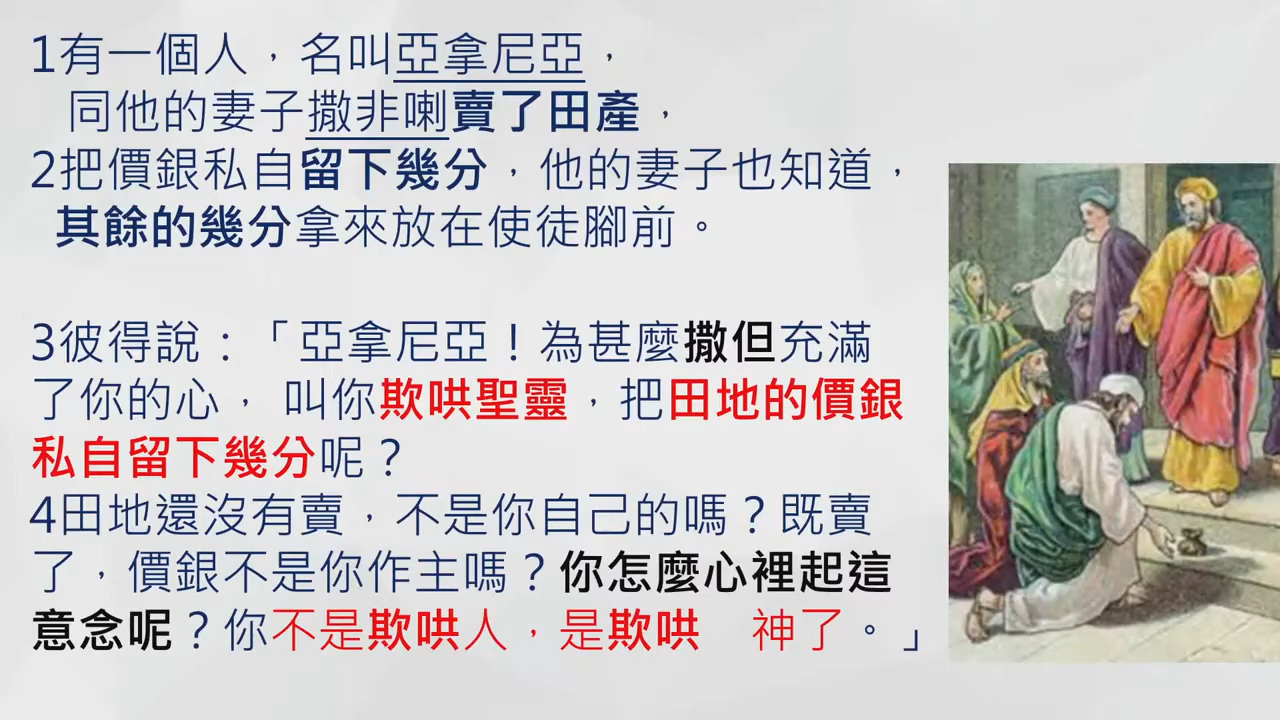 1有一個人，名叫亞拿尼亞，
同他的妻子撒非喇賣了田產，
2把價銀私自留下幾分，他的妻子也知道，
其餘的幾分拿來放在使徒腳前。
3彼得說：「亞拿尼亞！為甚麼撒但充滿
了你的心， 叫你欺哄聖靈，把田地的價銀
私自留下幾分呢？
4田地還沒有賣，不是你自己的嗎？既賣
了，價銀不是你作主嗎？你怎麼心裡起這
意念呢？你不是欺哄人，是欺哄　神了。」